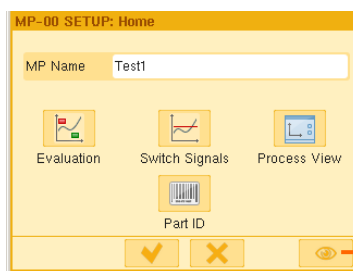 MP-00 SETUP: Home
MP Name Test1
Evaluation Switch Signals Process View
Part ID